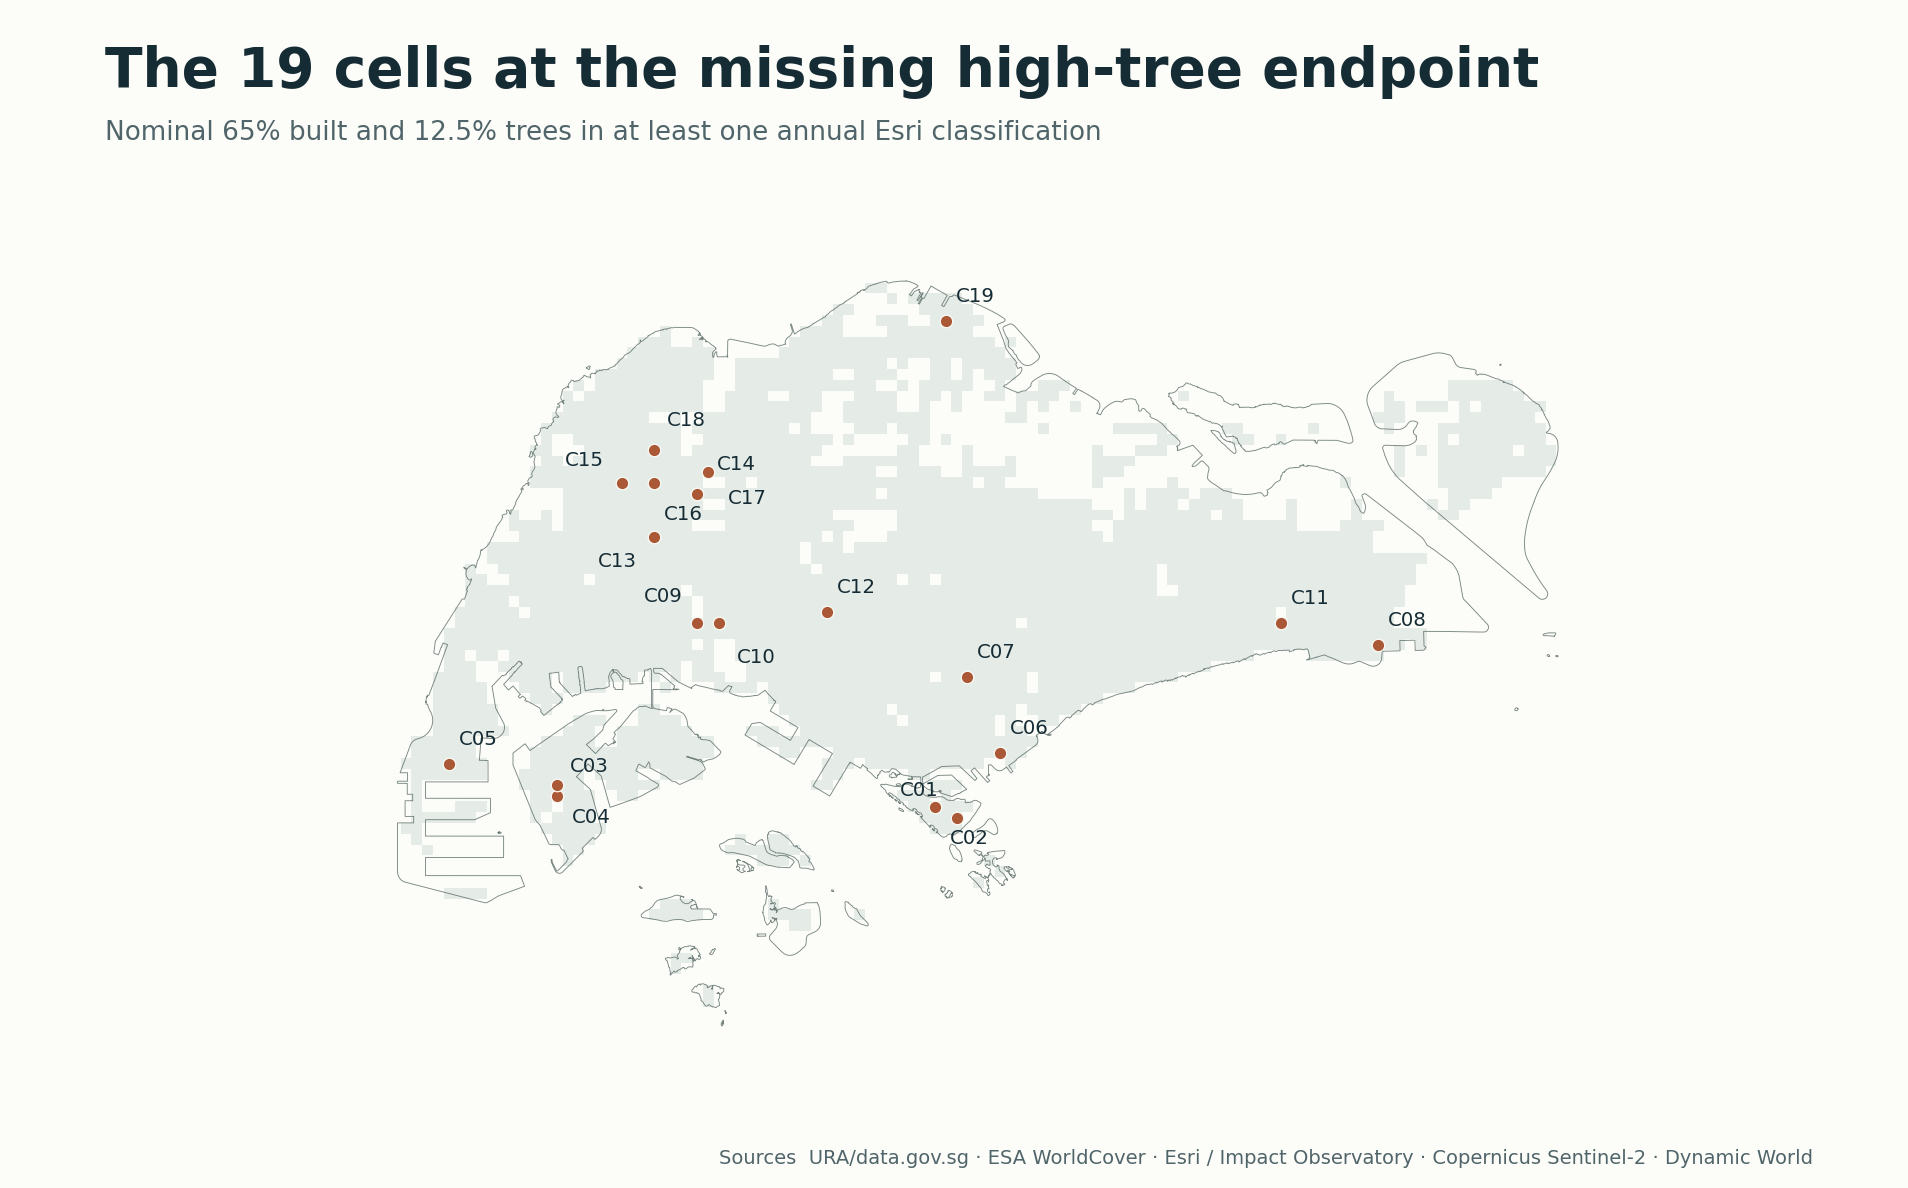 The 19 cells at the missing high-tree endpoint
Nominal 65% built and 12.5% trees in at least one annual Esri classification
C19
C18
C15
C14
C17
C16
C13
C12
C09
C11
C08
C10
C07
C06
C05
C03
C01
C04
C02
Sources  URA/data.gov.sg · ESA WorldCover · Esri / Impact Observatory · Copernicus Sentinel-2 · Dynamic World